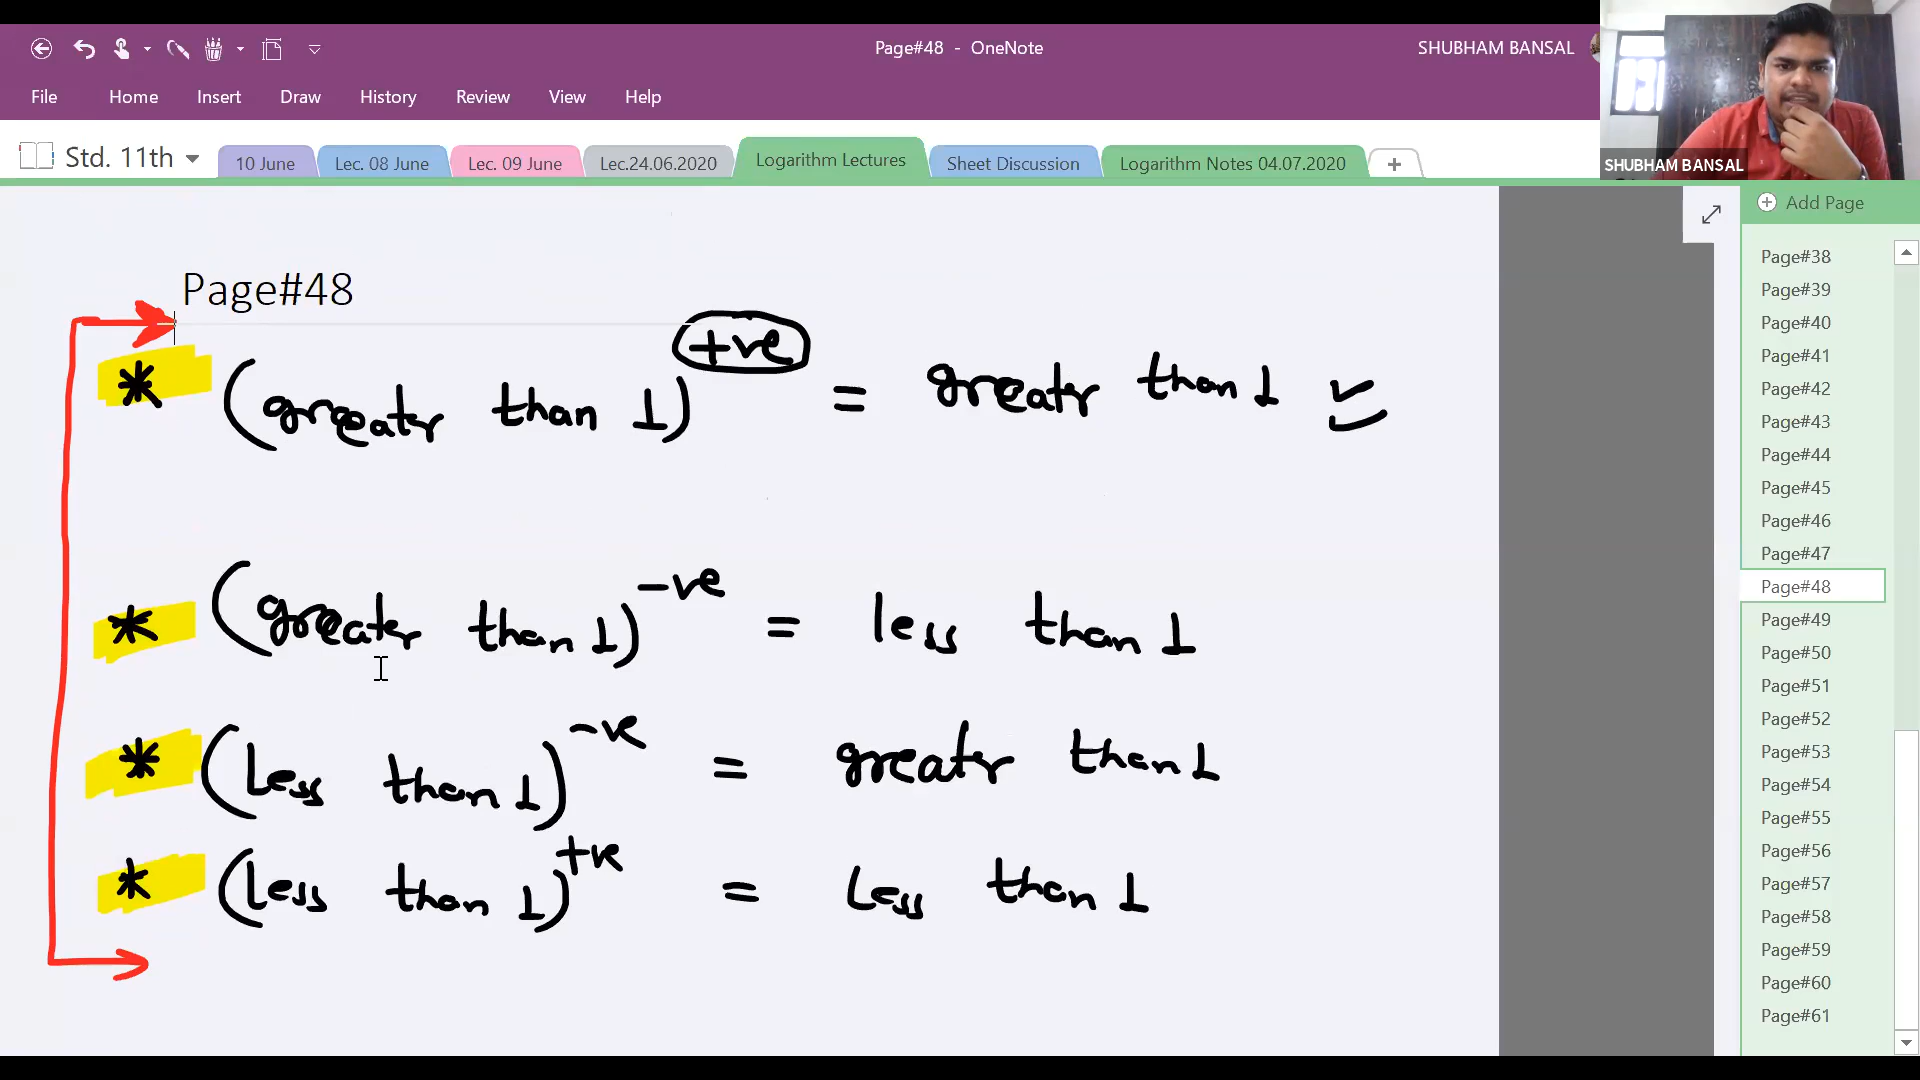 Page#48 - OneNote
SHUBHAM BANSAL
File Home Insert Draw History Review View Help
Std. 11th
10 June
Lec. 08 June
Lec. 09 June
Lec.24.06.2020
Logarithm Lectures
Sheet Discussion
Logarithm Notes 04.07.2020
+
SHUBHAM BANSAL
Add Page
Page#48
* (greater than 1)^+ve = greater than 1 ✓
* (greater than 1)^-ve = less than 1
* (Less than 1)^-ve = greater than 1
* (less than 1)^+ve = Less than 1
Page#38
Page#39
Page#40
Page#41
Page#42
Page#43
Page#44
Page#45
Page#46
Page#47
Page#48
Page#49
Page#50
Page#51
Page#52
Page#53
Page#54
Page#55
Page#56
Page#57
Page#58
Page#59
Page#60
Page#61